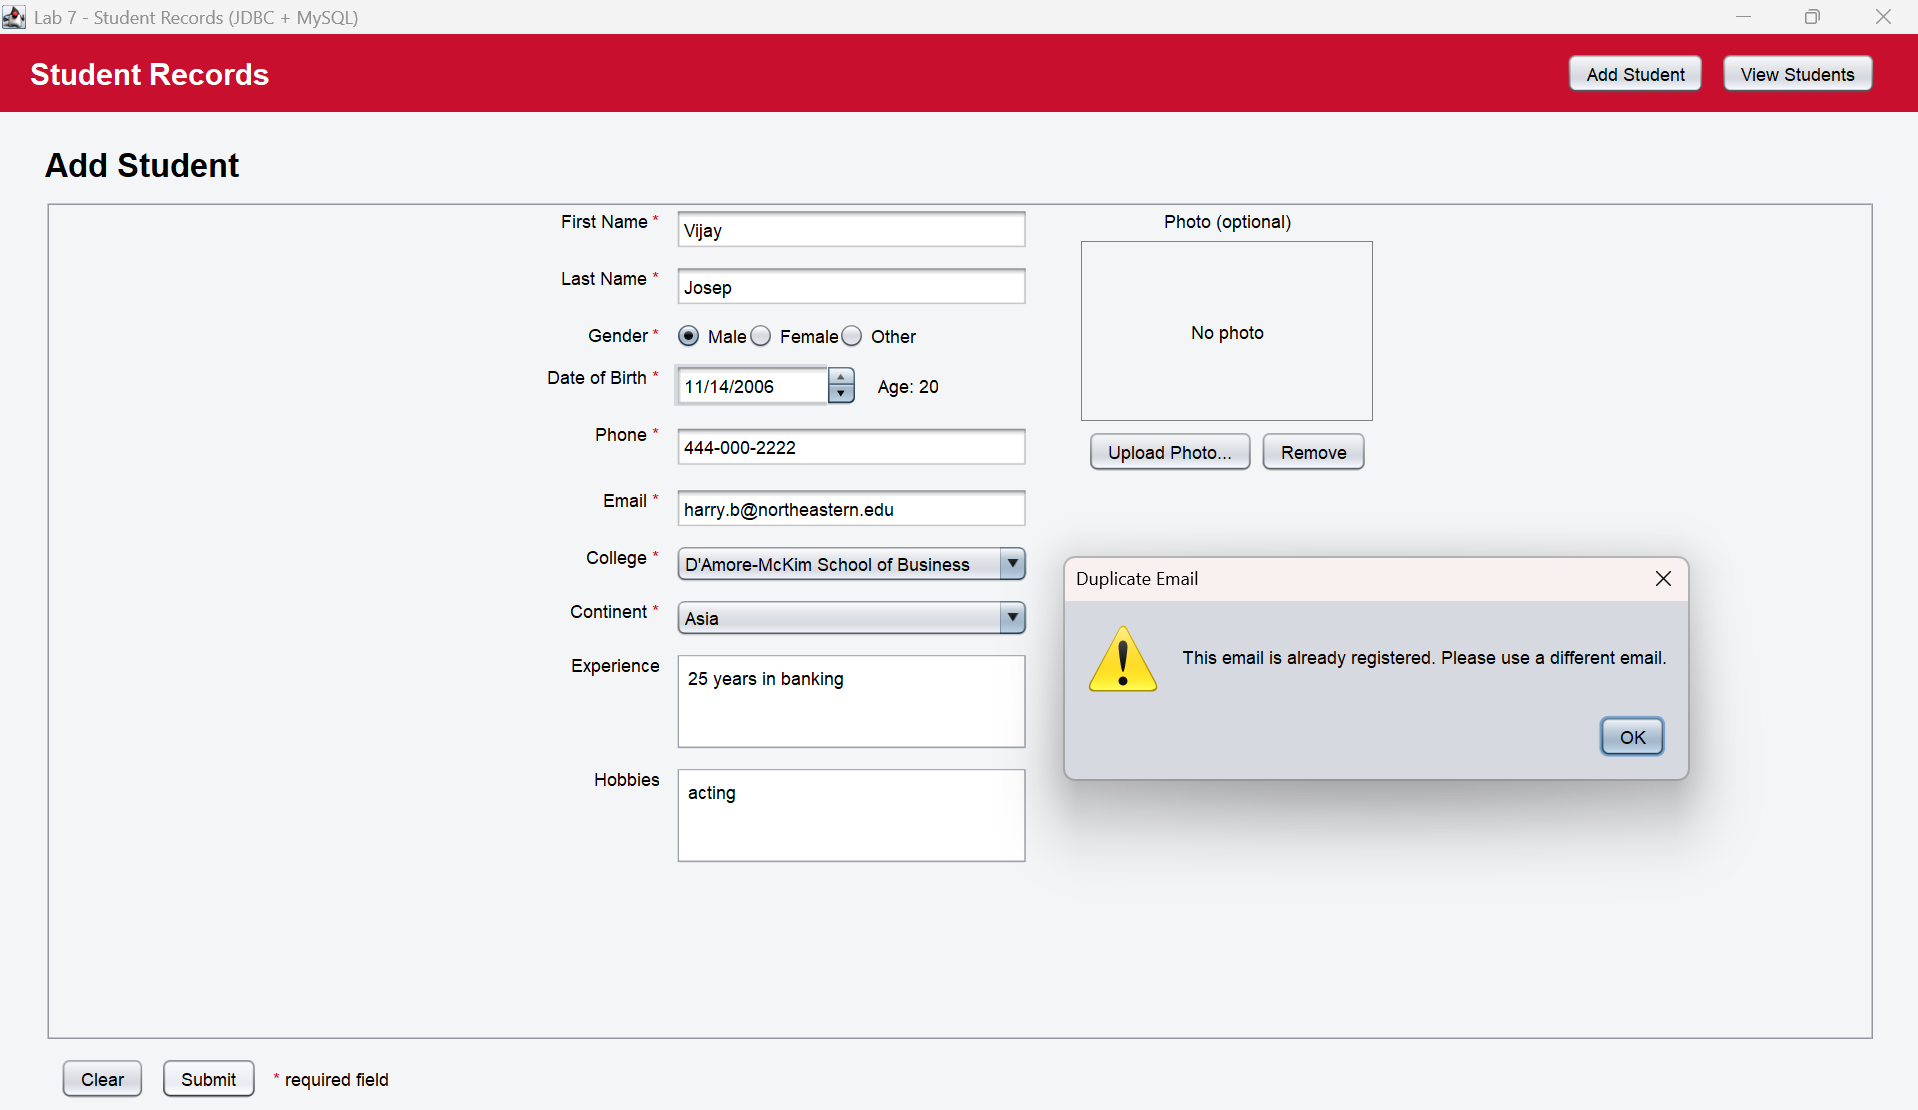 Lab 7 - Student Records (JDBC + MySQL)
Student Records
Add Student
View Students
Add Student
First Name *
Vijay
Last Name *
Josep
Gender *
Male
Female
Other
Date of Birth *
11/14/2006
Age: 20
Phone *
444-000-2222
Email *
harry.b@northeastern.edu
College *
D'Amore-McKim School of Business
Continent *
Asia
Experience
25 years in banking
Hobbies
acting
Photo (optional)
No photo
Upload Photo...
Remove
Duplicate Email
This email is already registered. Please use a different email.
OK
Clear
Submit
* required field